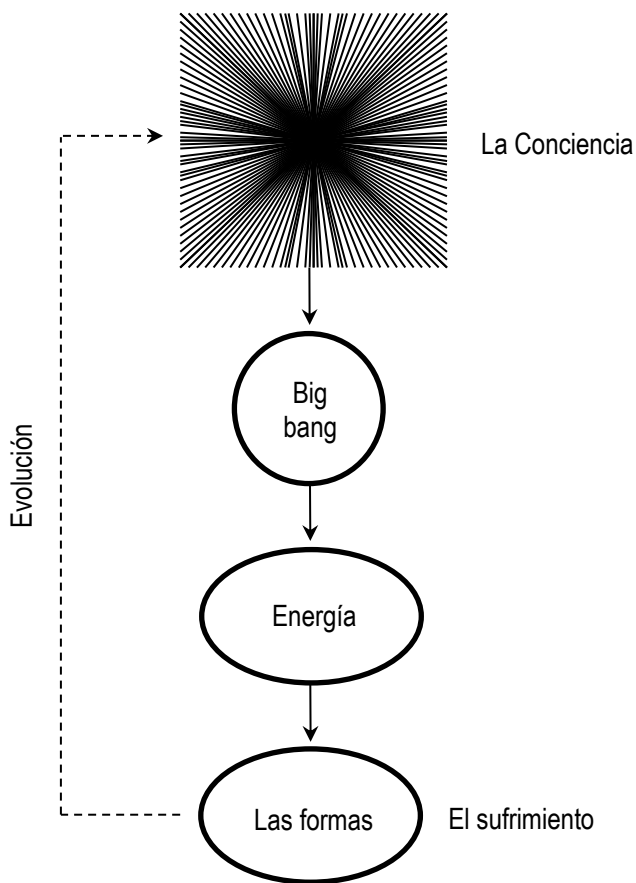 La Conciencia
Big
bang
Evolución
Energía
Las formas
El sufrimiento